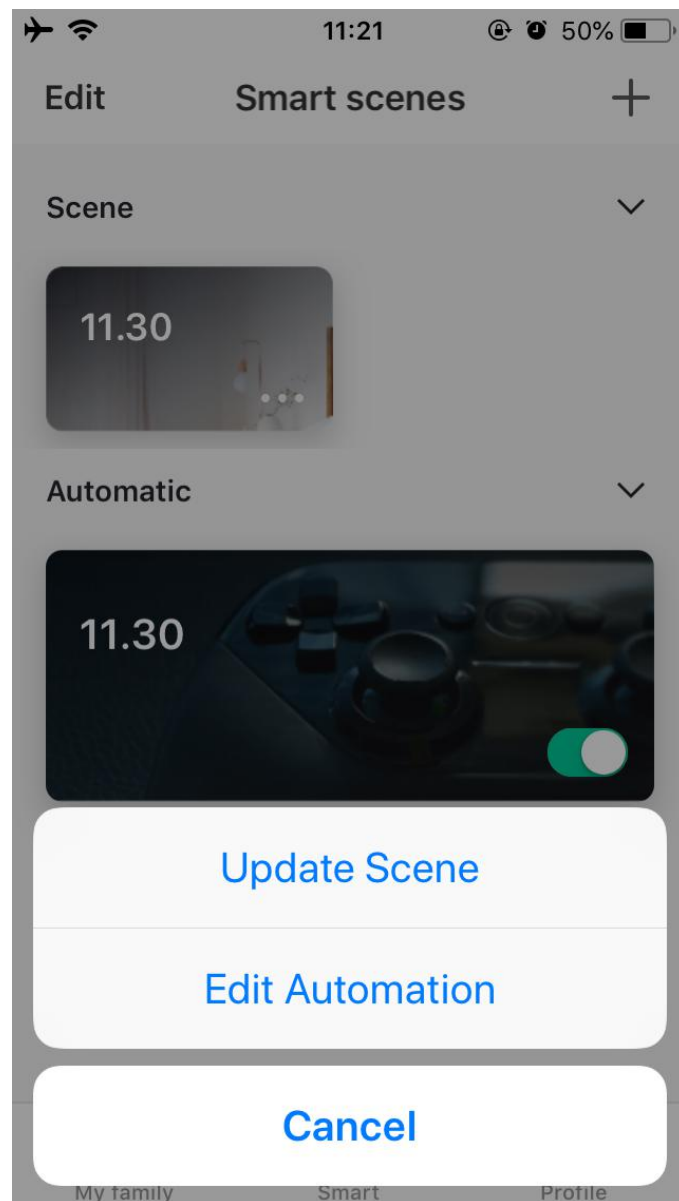 11:21 50%
Edit Smart scenes
Scene
11.30
Automatic
11.30
Update Scene
Edit Automation
Cancel
My family Smart Profile